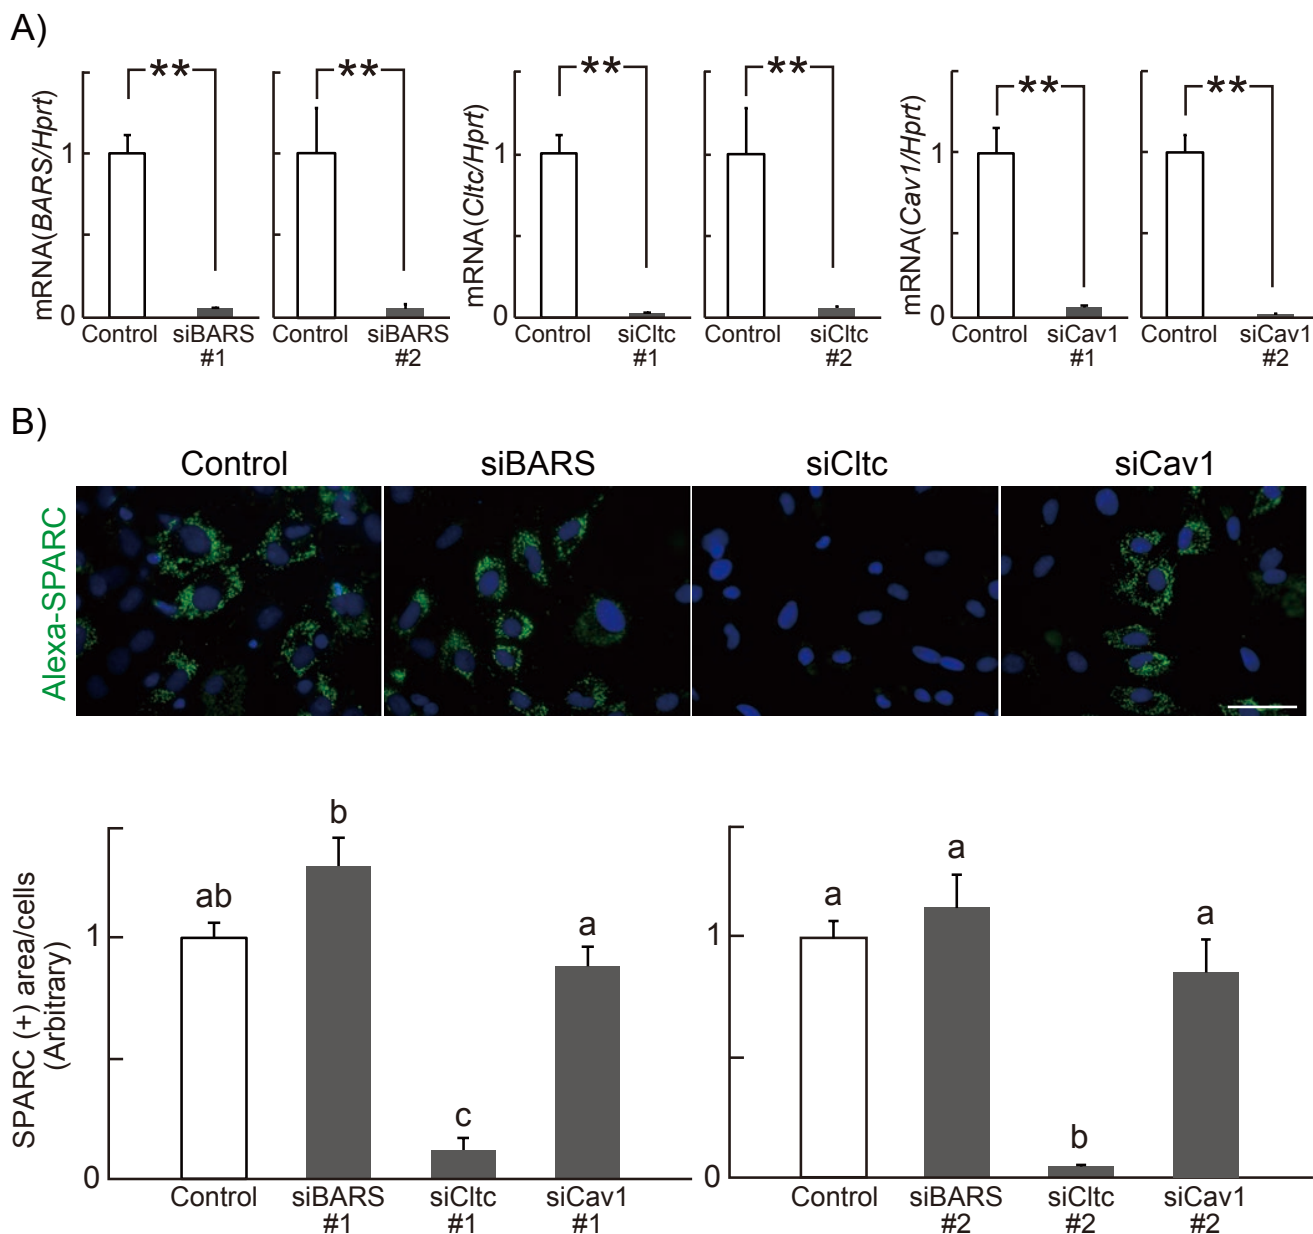 A)
mRNA(BARS/Hprt)
1
0
**
**
Control
siBARS
#1
Control
siBARS
#2
mRNA(Cltc/Hprt)
1
0
**
**
Control
siCltc
#1
Control
siCltc
#2
mRNA(Cav1/Hprt)
1
0
**
**
Control
siCav1
#1
Control
siCav1
#2
B)
Control
siBARS
siCltc
siCav1
Alexa-SPARC
SPARC (+) area/cells
(Arbitrary)
1
0
ab
b
c
a
Control
siBARS
#1
siCltc
#1
siCav1
#1
1
0
a
a
b
a
Control
siBARS
#2
siCltc
#2
siCav1
#2